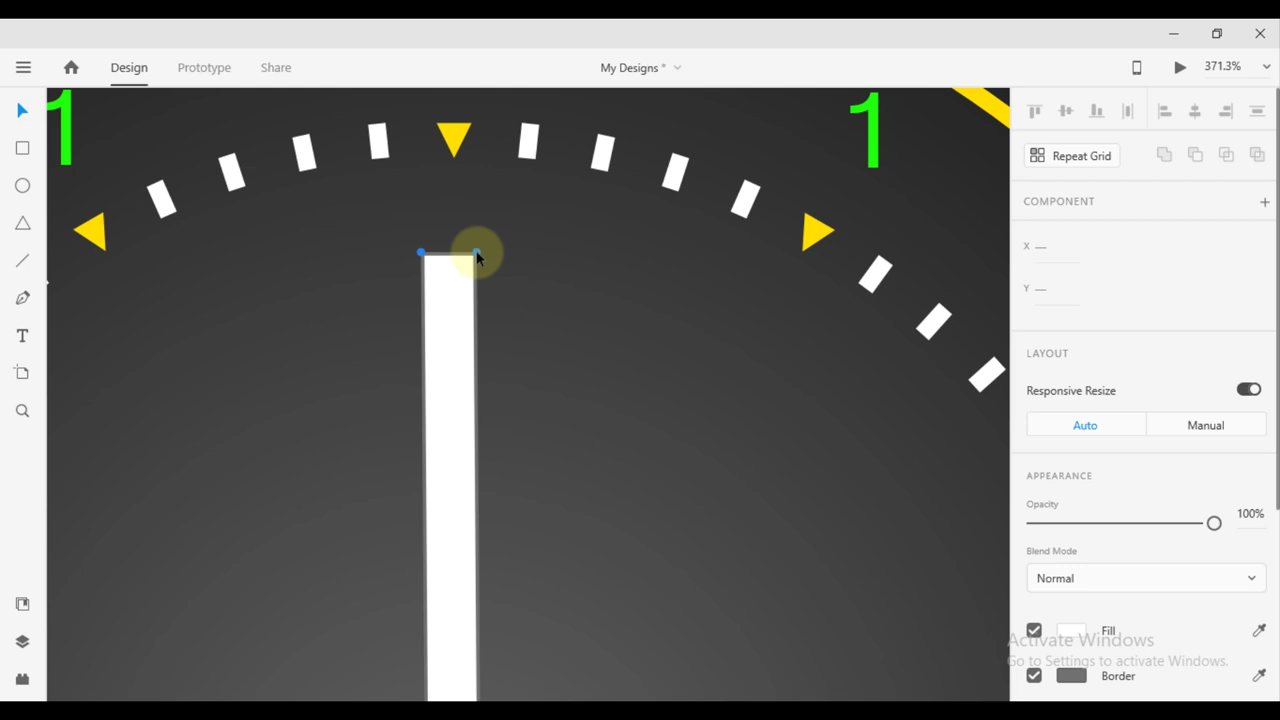 Design
Prototype
Share
My Designs *
371.3%
1
1
Repeat Grid
COMPONENT
+
X —
Y —
LAYOUT
Responsive Resize
Auto
Manual
APPEARANCE
Opacity
100%
Blend Mode
Normal
Fill
Activate Windows
Go to Settings to activate Windows.
Border
T